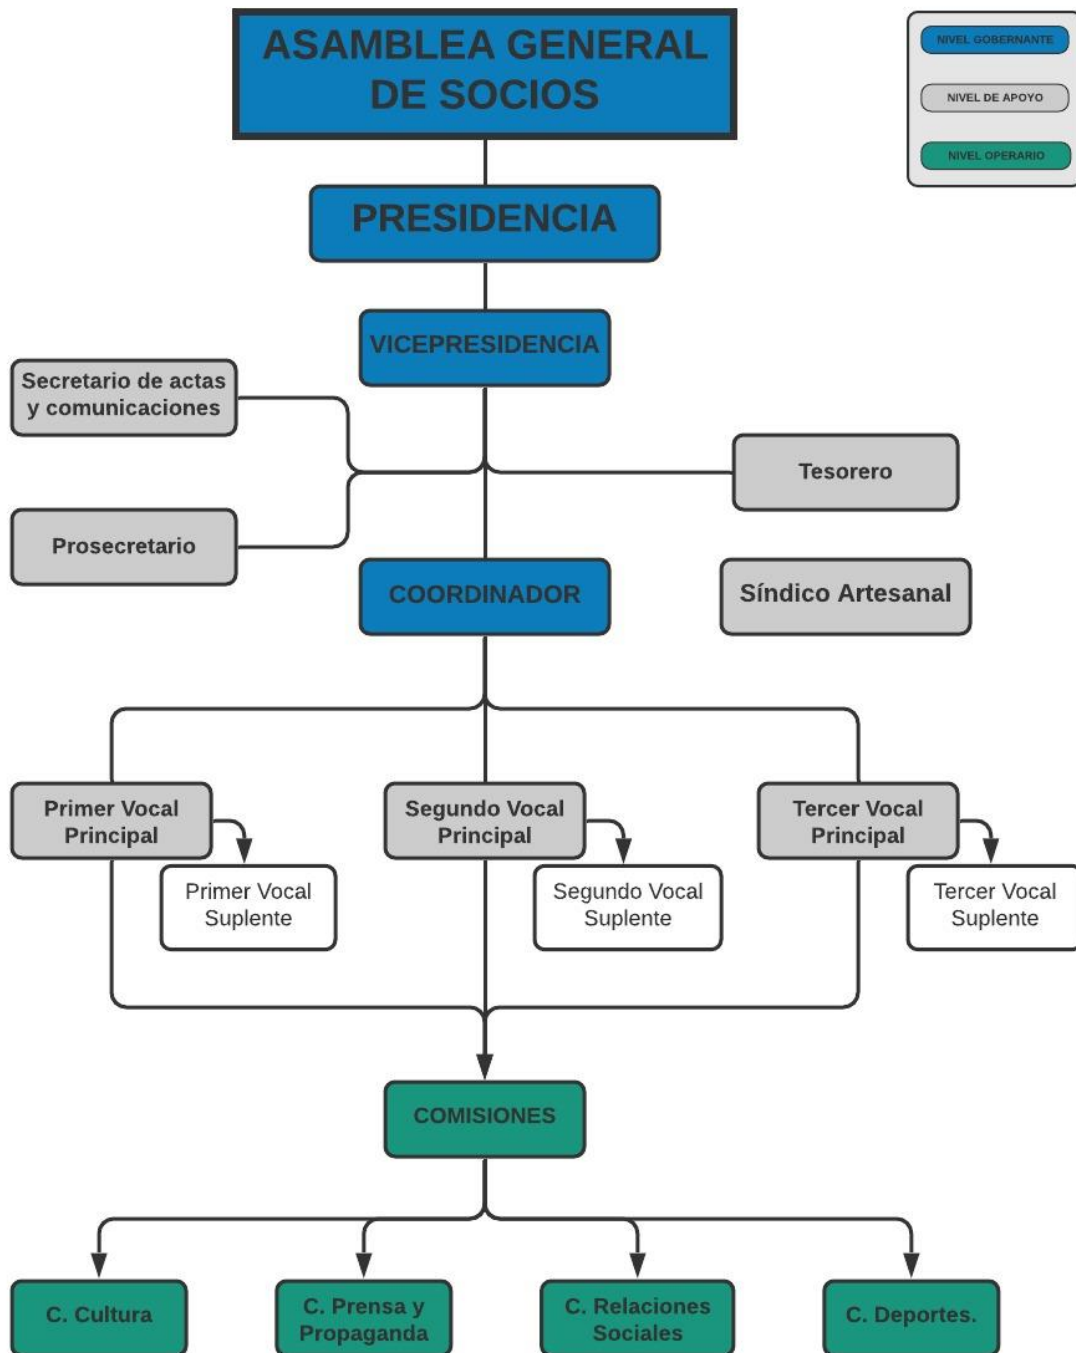 ASAMBLEA GENERAL
DE SOCIOS
NIVEL GOBERNANTE
NIVEL DE APOYO
NIVEL OPERARIO
PRESIDENCIA
VICEPRESIDENCIA
Secretario de actas
y comunicaciones
Tesorero
Prosecretario
COORDINADOR
Síndico Artesanal
Primer Vocal
Principal
Segundo Vocal
Principal
Tercer Vocal
Principal
Primer Vocal
Suplente
Segundo Vocal
Suplente
Tercer Vocal
Suplente
COMISIONES
C. Cultura
C. Prensa y
Propaganda
C. Relaciones
Sociales
C. Deportes.